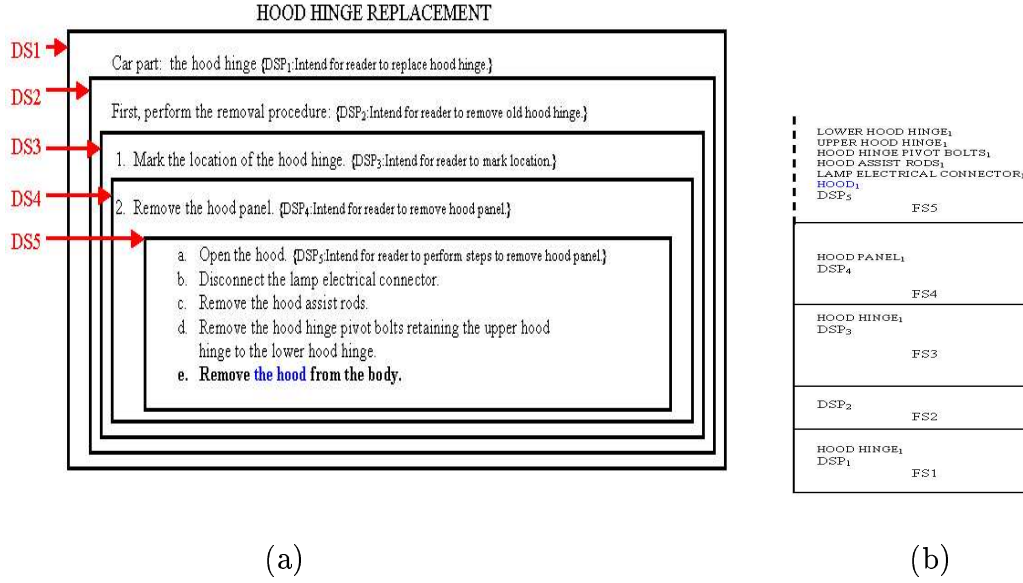 HOOD HINGE REPLACEMENT
DS1
Car part: the hood hinge {DSP₁:Intend for reader to replace hood hinge.}
DS2
First, perform the removal procedure: {DSP₂:Intend for reader to remove old hood hinge.}
DS3
1. Mark the location of the hood hinge. {DSP₃:Intend for reader to mark location.}
DS4
2. Remove the hood panel. {DSP₄:Intend for reader to remove hood panel.}
DS5
a. Open the hood. {DSP₅:Intend for reader to perform steps to remove hood panel.}
b. Disconnect the lamp electrical connector.
c. Remove the hood assist rods.
d. Remove the hood hinge pivot bolts retaining the upper hood
hinge to the lower hood hinge.
e. Remove the hood from the body.
(a)
LOWER HOOD HINGE₁
UPPER HOOD HINGE₁
HOOD HINGE PIVOT BOLTS₁
HOOD ASSIST RODS₁
LAMP ELECTRICAL CONNECTOR₁
HOOD₁
DSP₅
FS5
HOOD PANEL₁
DSP₄
FS4
HOOD HINGE₁
DSP₃
FS3
DSP₂
FS2
HOOD HINGE₁
DSP₁
FS1
(b)